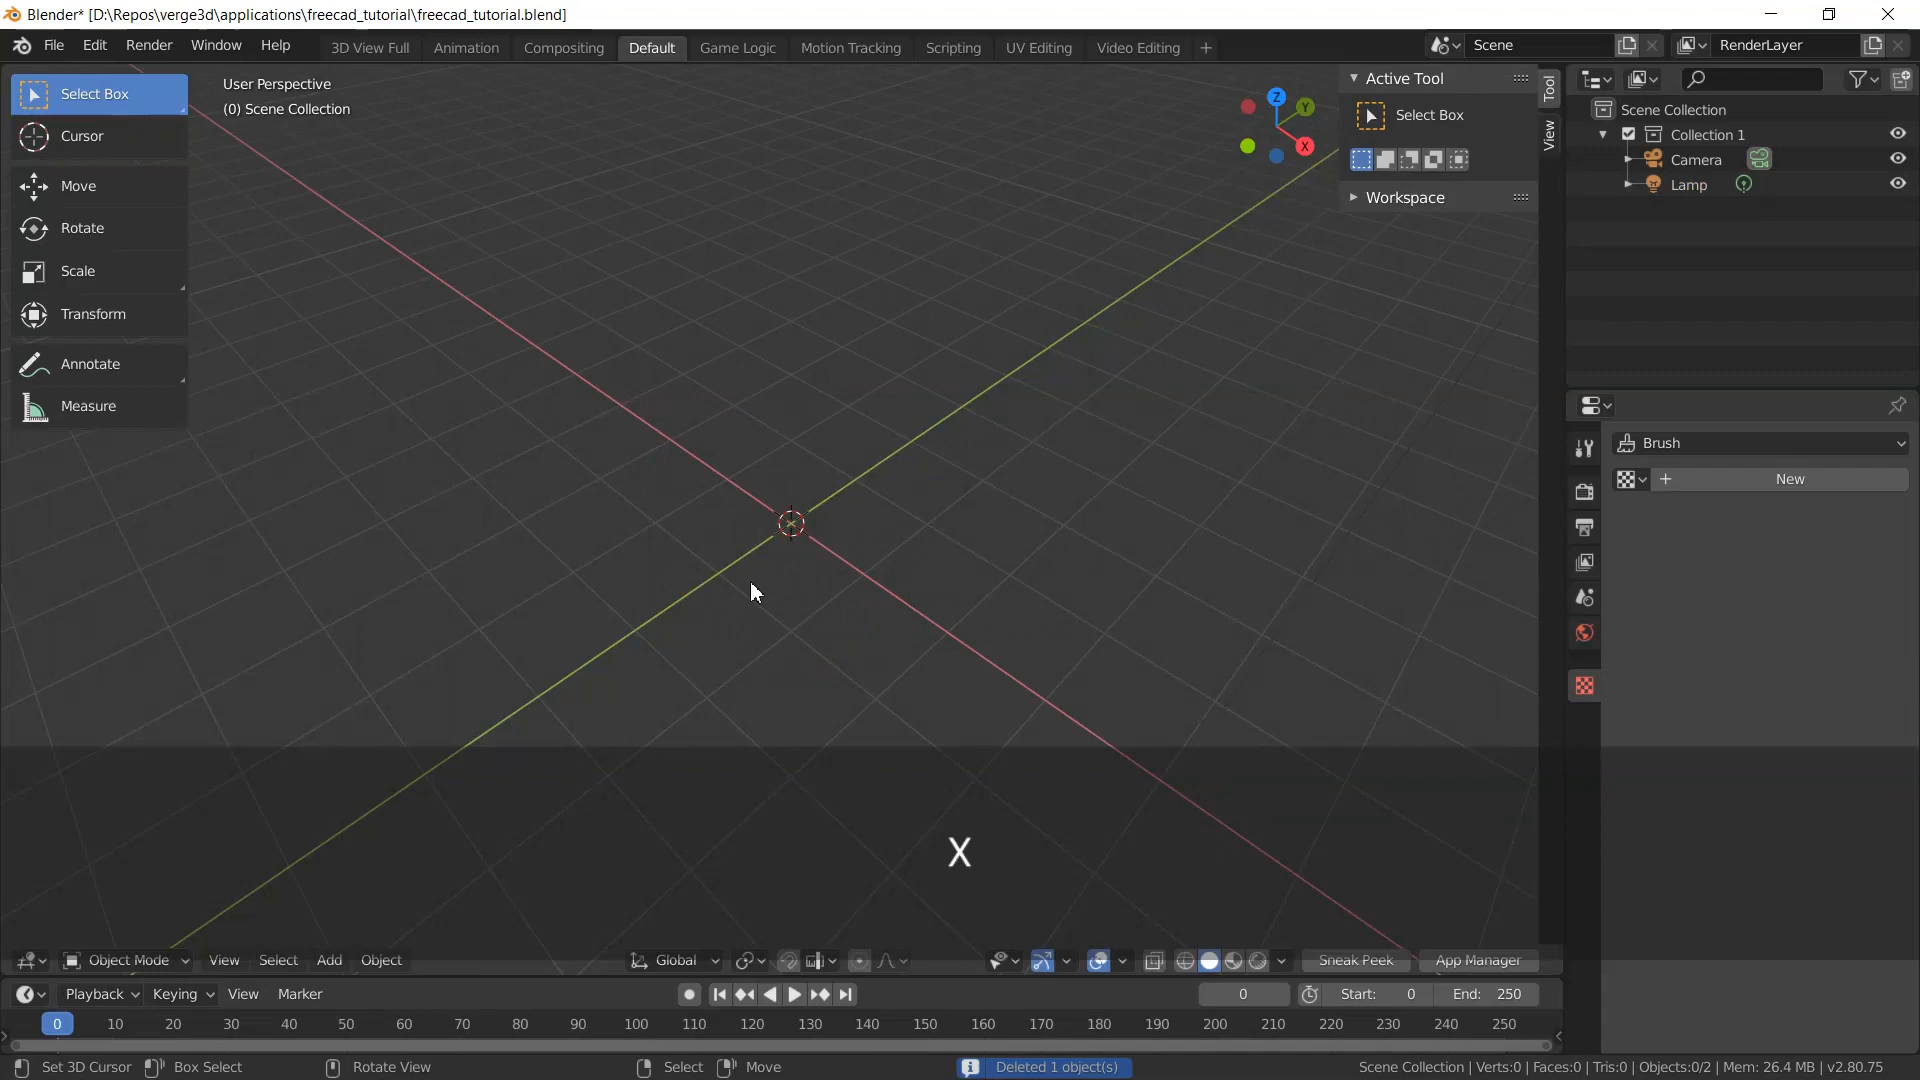 Blender* [D:\Repos\verge3d\applications\freecad_tutorial\freecad_tutorial.blend]
File Edit Render Window Help 3D View Full Animation Compositing Default Game Logic Motion Tracking Scripting UV Editing Video Editing + Scene RenderLayer
Select Box
Cursor
Move
Rotate
Scale
Transform
Annotate
Measure
User Perspective
(0) Scene Collection
Z
Y
X
Active Tool
Select Box
Workspace
Tool
View
Scene Collection
Collection 1
Camera
Lamp
Brush
+ New
X
Object Mode View Select Add Object Global Sneak Peek App Manager
Playback Keying View Marker 0 Start: 0 End: 250
0 10 20 30 40 50 60 70 80 90 100 110 120 130 140 150 160 170 180 190 200 210 220 230 240 250
Set 3D Cursor Box Select Rotate View Select Move Deleted 1 object(s) Scene Collection | Verts:0 | Faces:0 | Tris:0 | Objects:0/2 | Mem: 26.4 MB | v2.80.75